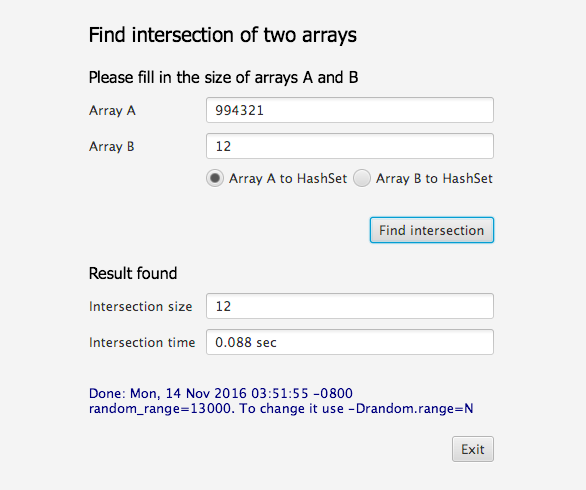 Find intersection of two arrays
Please fill in the size of arrays A and B
Array A 994321
Array B 12
Array A to HashSet Array B to HashSet
Find intersection
Result found
Intersection size 12
Intersection time 0.088 sec
Done: Mon, 14 Nov 2016 03:51:55 -0800
random_range=13000. To change it use -Drandom.range=N
Exit